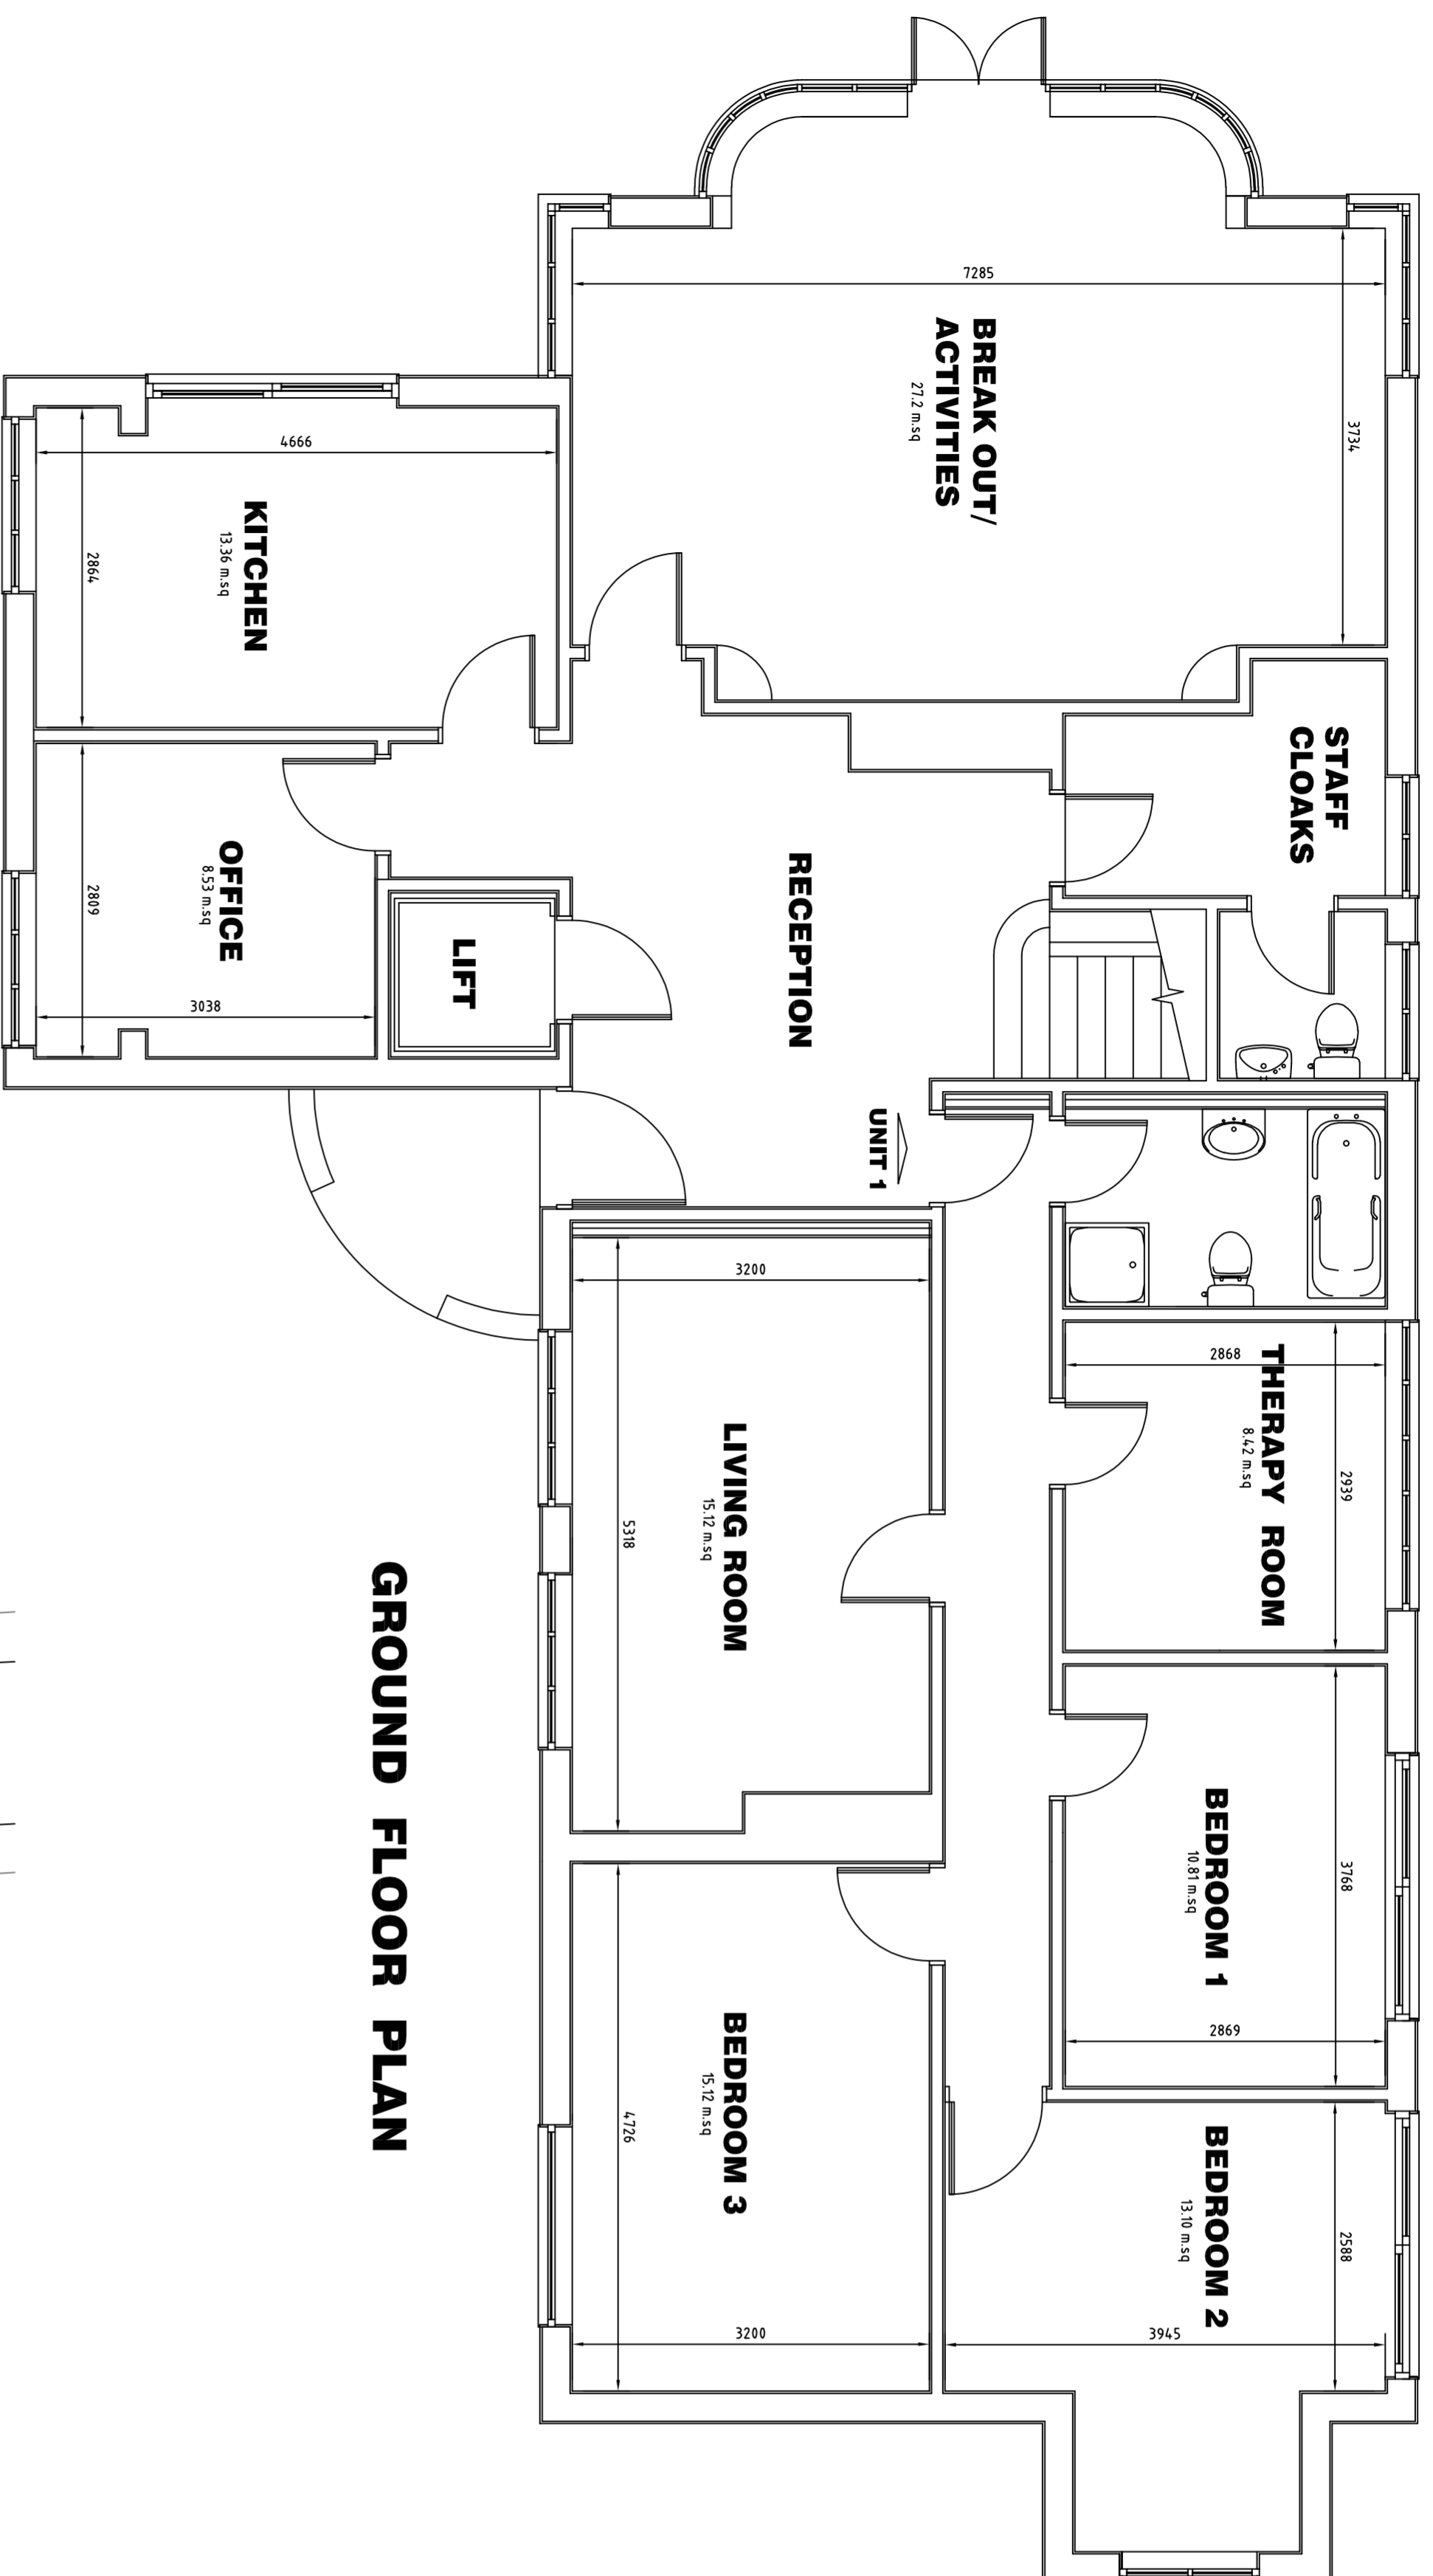 7285
BREAK OUT/
ACTIVITIES
27.2 m.sq
3734
4666
KITCHEN
13.36 m.sq
2864
STAFF
CLOAKS
RECEPTION
OFFICE
8.53 m.sq
2809
3038
LIFT
UNIT 1
3200
LIVING ROOM
15.12 m.sq
5318
2868
THERAPY ROOM
8.42 m.sq
2939
BEDROOM 1
10.81 m.sq
3768
2869
BEDROOM 3
15.12 m.sq
4726
3200
BEDROOM 2
13.10 m.sq
2588
3945
GROUND FLOOR PLAN